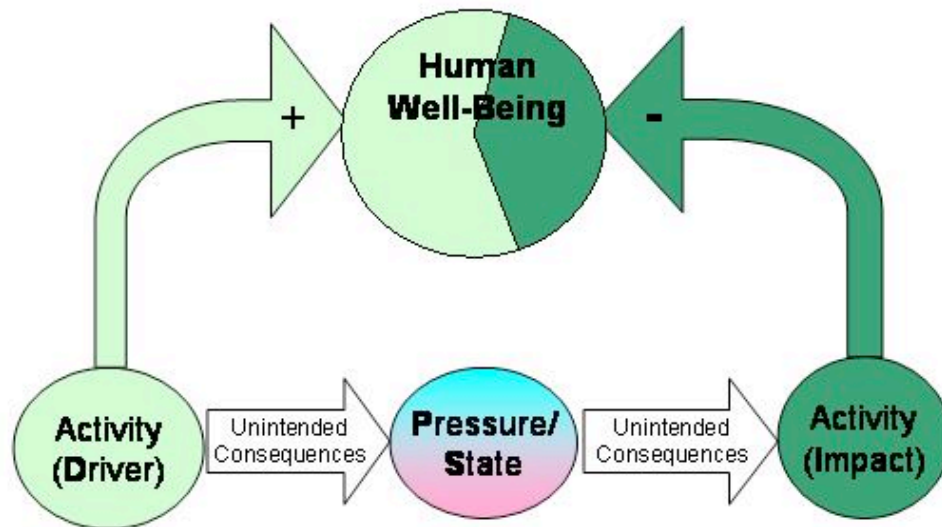 Human
Well-Being
+
-
Activity
(Driver)
Unintended
Consequences
Pressure/
State
Unintended
Consequences
Activity
(Impact)